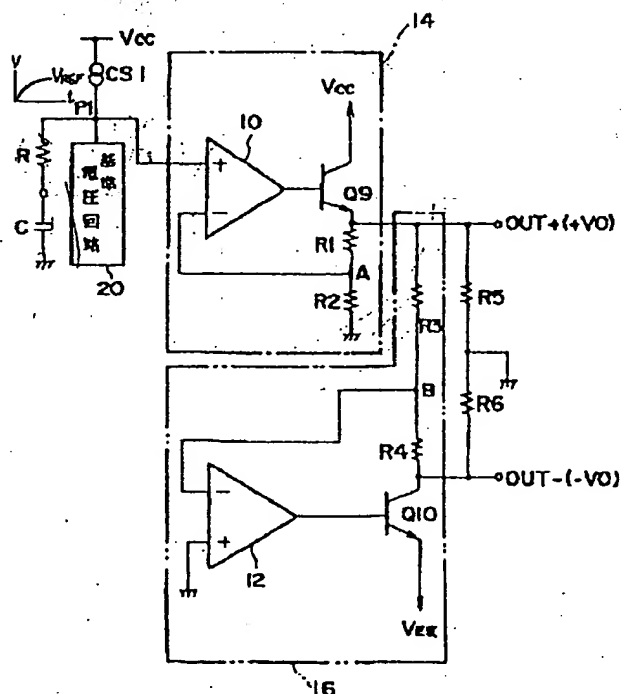 14
Vcc
V
VREF
CS1
t
P1
Vcc
10
+
−
Q9
R
基準電圧回路
C
20
OUT+(+VO)
R1
A
R2
R3
R5
B
R6
R4
OUT-(-VO)
−
+
12
Q10
VEE
16